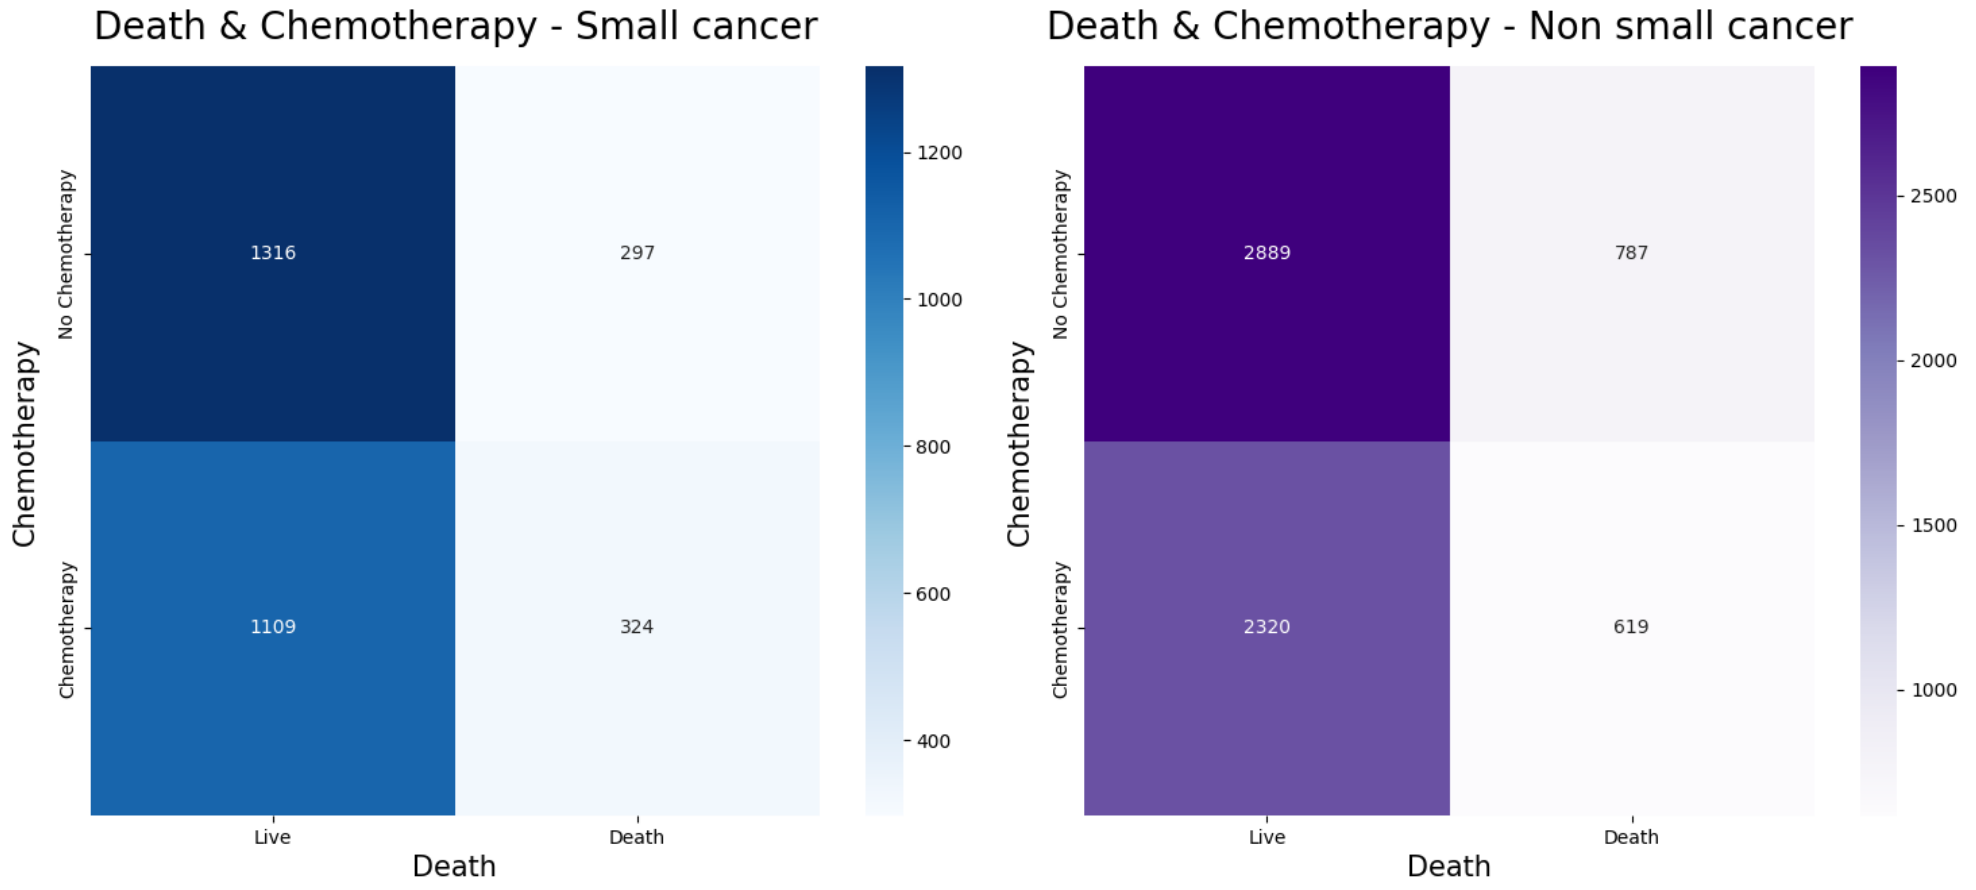 Death & Chemotherapy - Small cancer
Chemotherapy
No Chemotherapy
Chemotherapy
1316
297
1109
324
Live
Death
Death
1200
1000
800
600
400
Death & Chemotherapy - Non small cancer
Chemotherapy
No Chemotherapy
Chemotherapy
2889
787
2320
619
Live
Death
Death
2500
2000
1500
1000